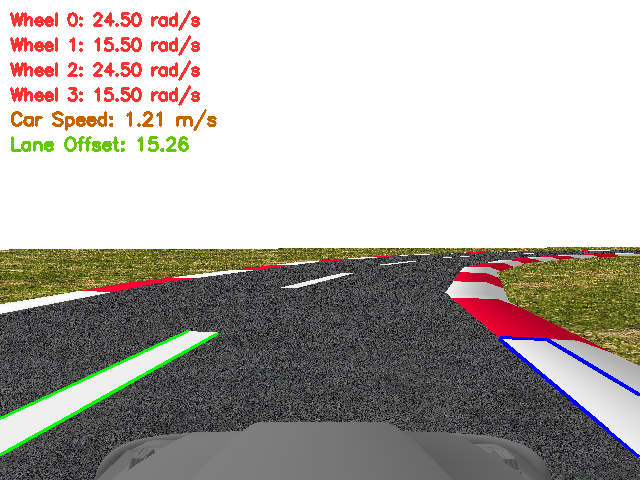 Wheel 0: 24.50 rad/s
Wheel 1: 15.50 rad/s
Wheel 2: 24.50 rad/s
Wheel 3: 15.50 rad/s
Car Speed: 1.21 m/s
Lane Offset: 15.26